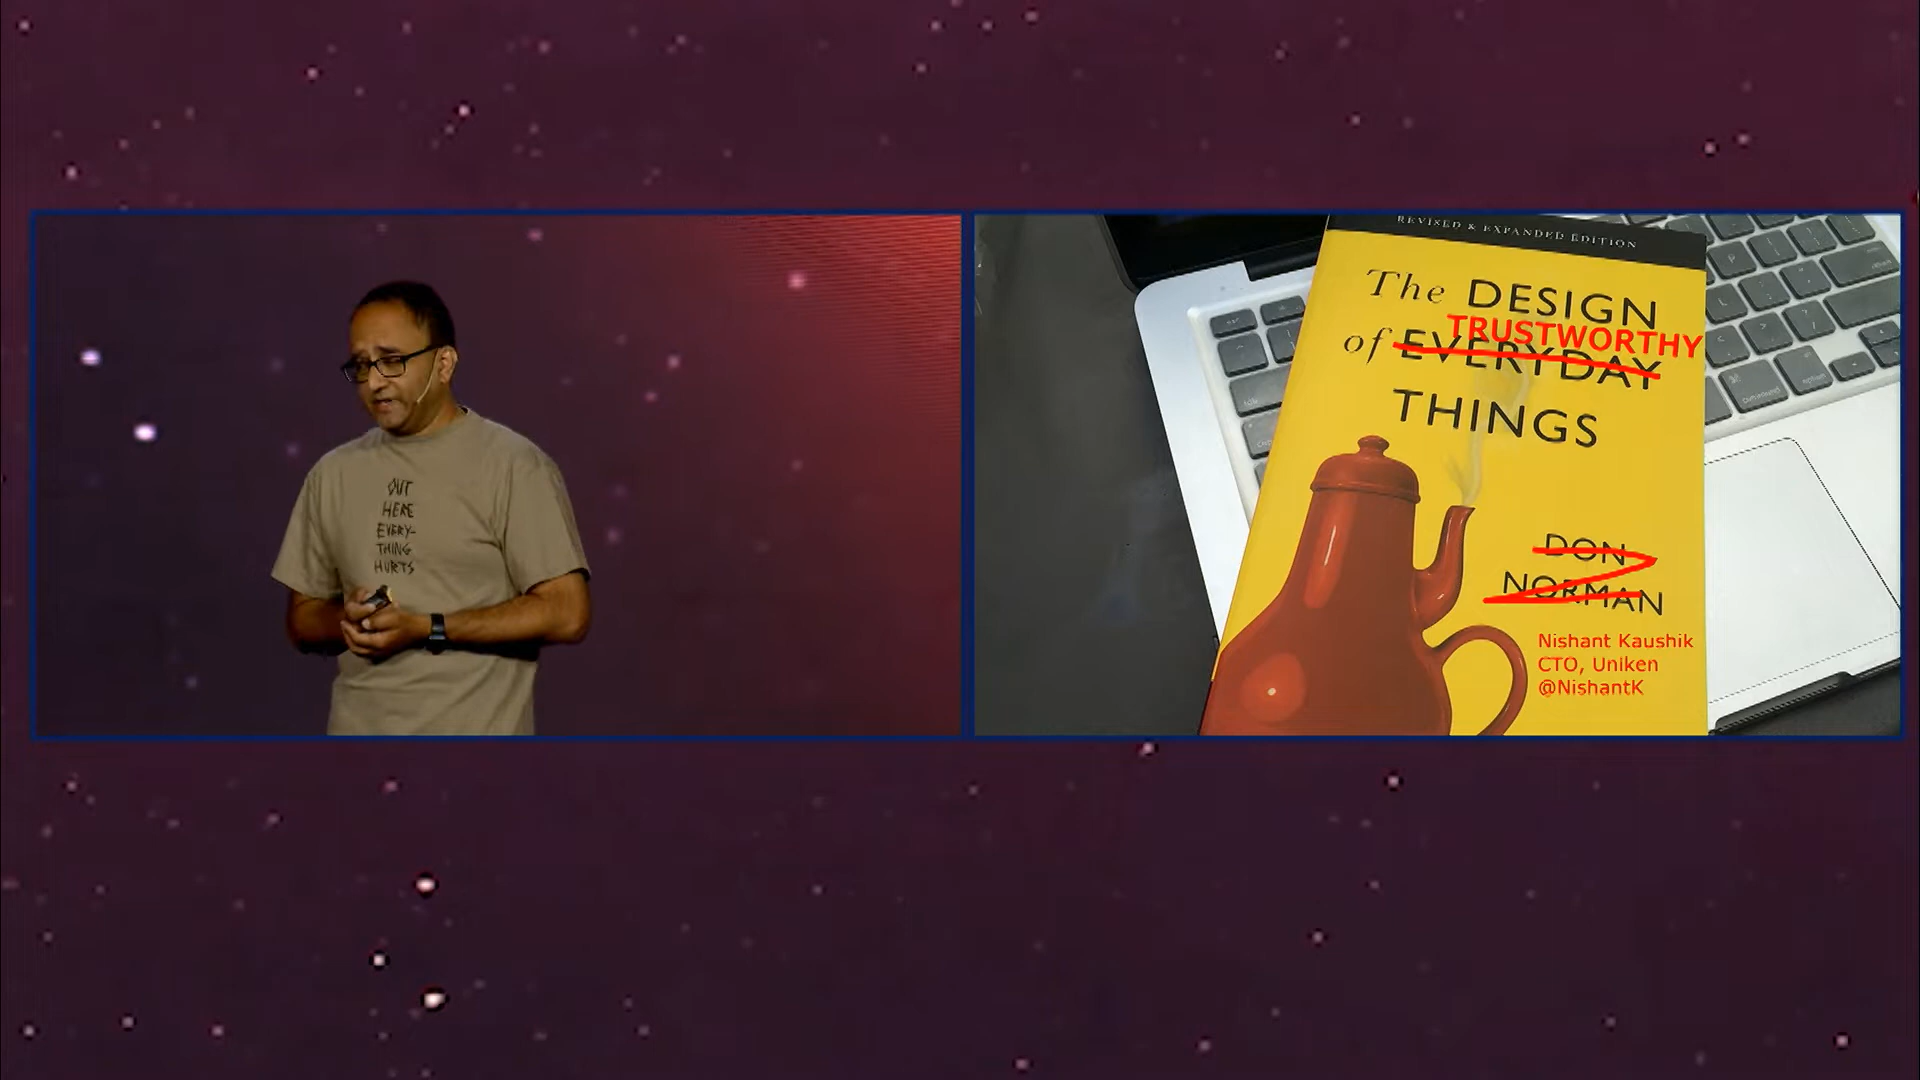 OUT
HERE
EVERY-
THING
HURTS
REVISED & EXPANDED EDITION
The DESIGN
TRUSTWORTHY
of EVERYDAY
THINGS
DON
NORMAN
Nishant Kaushik
CTO, Uniken
@NishantK